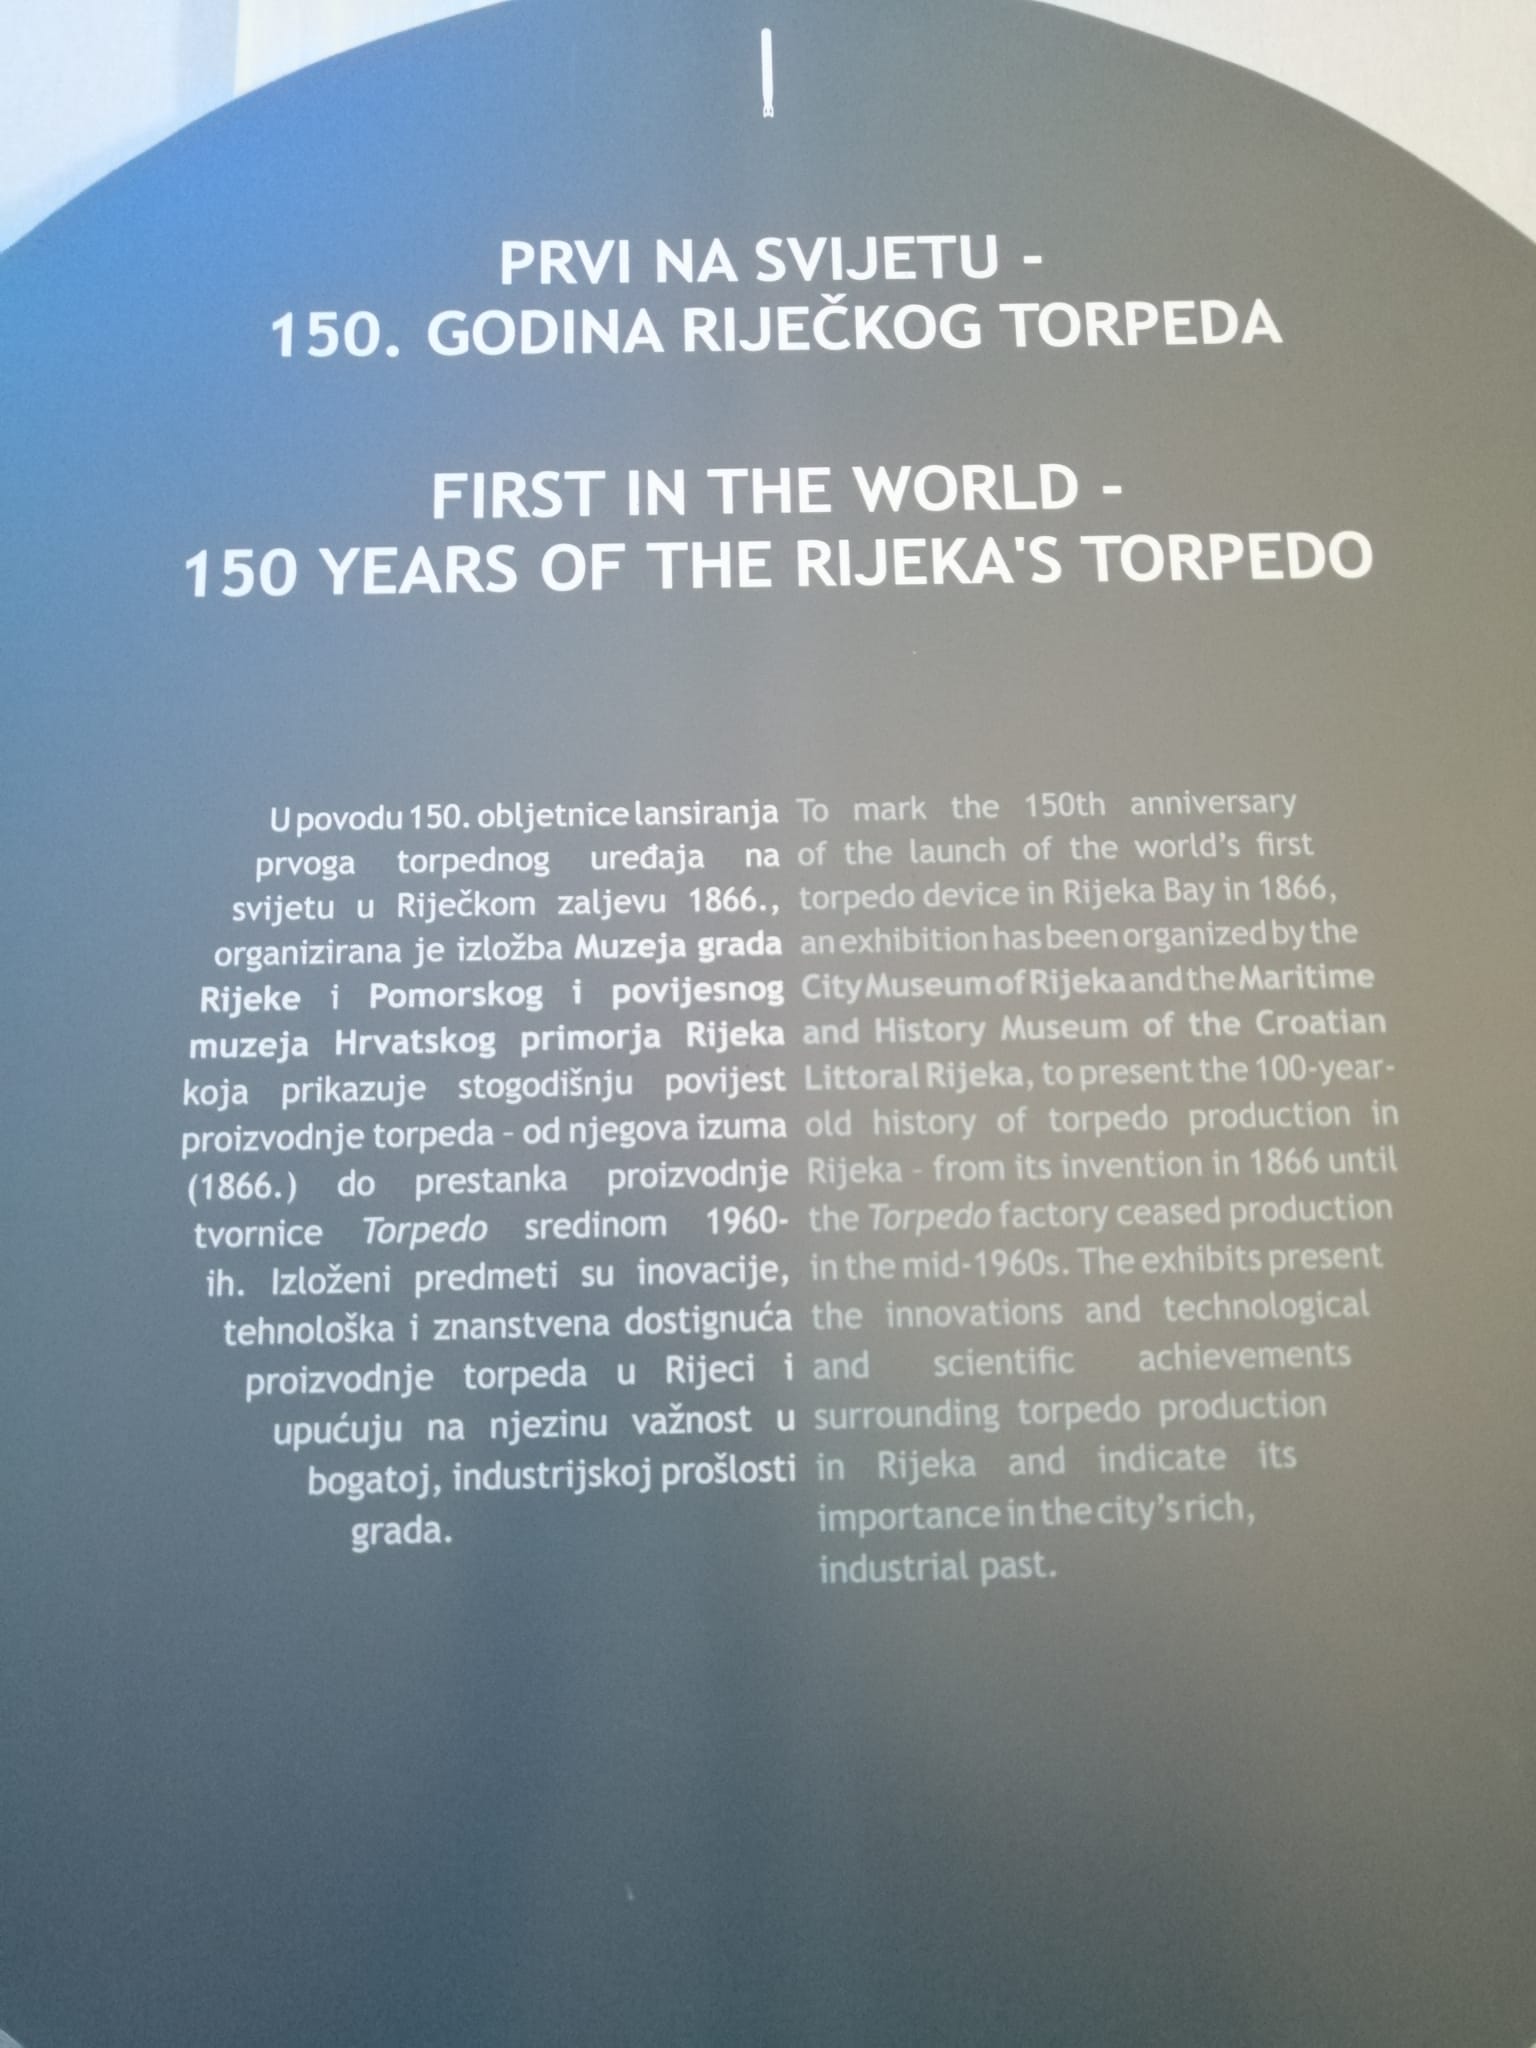 PRVI NA SVIJETU -
150. GODINA RIJEČKOG TORPEDA
FIRST IN THE WORLD -
150 YEARS OF THE RIJEKA'S TORPEDO
U povodu 150. obljetnice lansiranja
prvoga torpednog uređaja na
svijetu u Riječkom zaljevu 1866.,
organizirana je izložba Muzeja grada
Rijeke i Pomorskog i povijesnog
muzeja Hrvatskog primorja Rijeka
koja prikazuje stogodišnju povijest
proizvodnje torpeda - od njegova izuma
(1866.) do prestanka proizvodnje
tvornice Torpedo sredinom 1960-
ih. Izloženi predmeti su inovacije,
tehnološka i znanstvena dostignuća
proizvodnje torpeda u Rijeci i
upućuju na njezinu važnost u
bogatoj, industrijskoj prošlosti
grada.
To mark the 150th anniversary
of the launch of the world's first
torpedo device in Rijeka Bay in 1866,
an exhibition has been organized by the
City Museum of Rijeka and the Maritime
and History Museum of the Croatian
Littoral Rijeka, to present the 100-year-
old history of torpedo production in
Rijeka - from its invention in 1866 until
the Torpedo factory ceased production
in the mid-1960s. The exhibits present
the innovations and technological
and scientific achievements
surrounding torpedo production
in Rijeka and indicate its
importance in the city's rich,
industrial past.